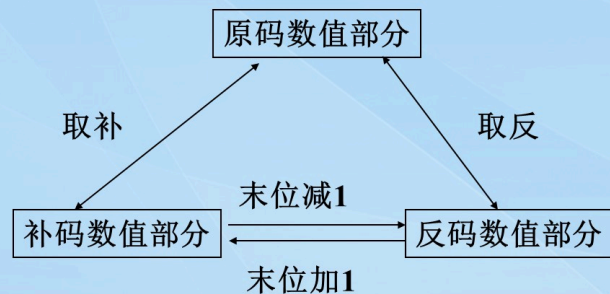 原码数值部分
取补
取反
末位减1
补码数值部分
反码数值部分
末位加1